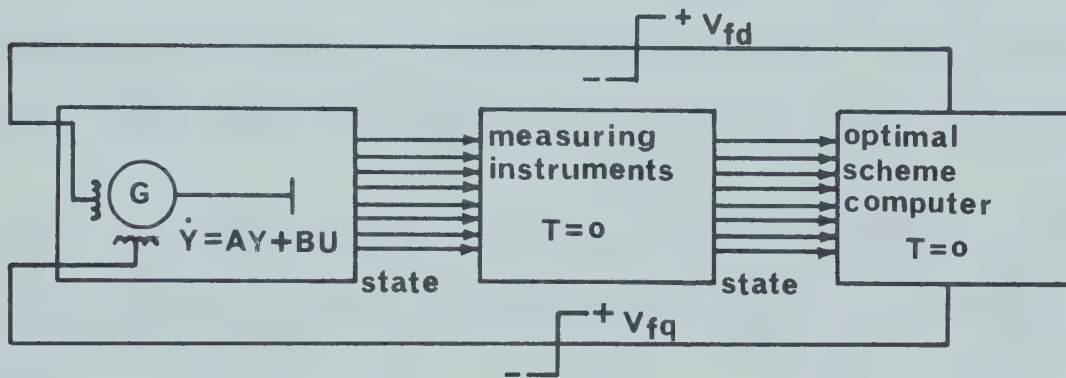 + Vfd
measuring
instruments
T=o
optimal
scheme
computer
T=o
G
Ẏ=AY+BU
state
state
+ Vfq